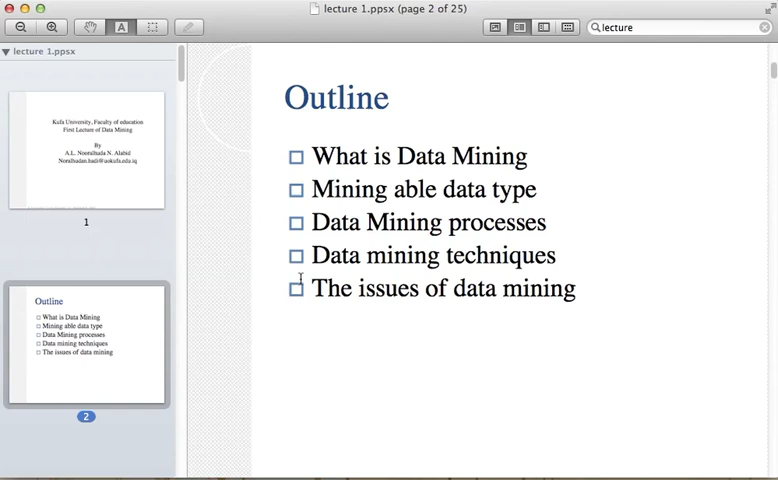 lecture 1.ppsx (page 2 of 25)
lecture
lecture 1.ppsx
Kufa University, Faculty of education
First Lecture of Data Mining
By
A.L. Nooralhuda N. Alabid
1
Outline
What is Data Mining
Mining able data type
Data Mining processes
Data mining techniques
The issues of data mining
2
Outline
What is Data Mining
Mining able data type
Data Mining processes
Data mining techniques
The issues of data mining